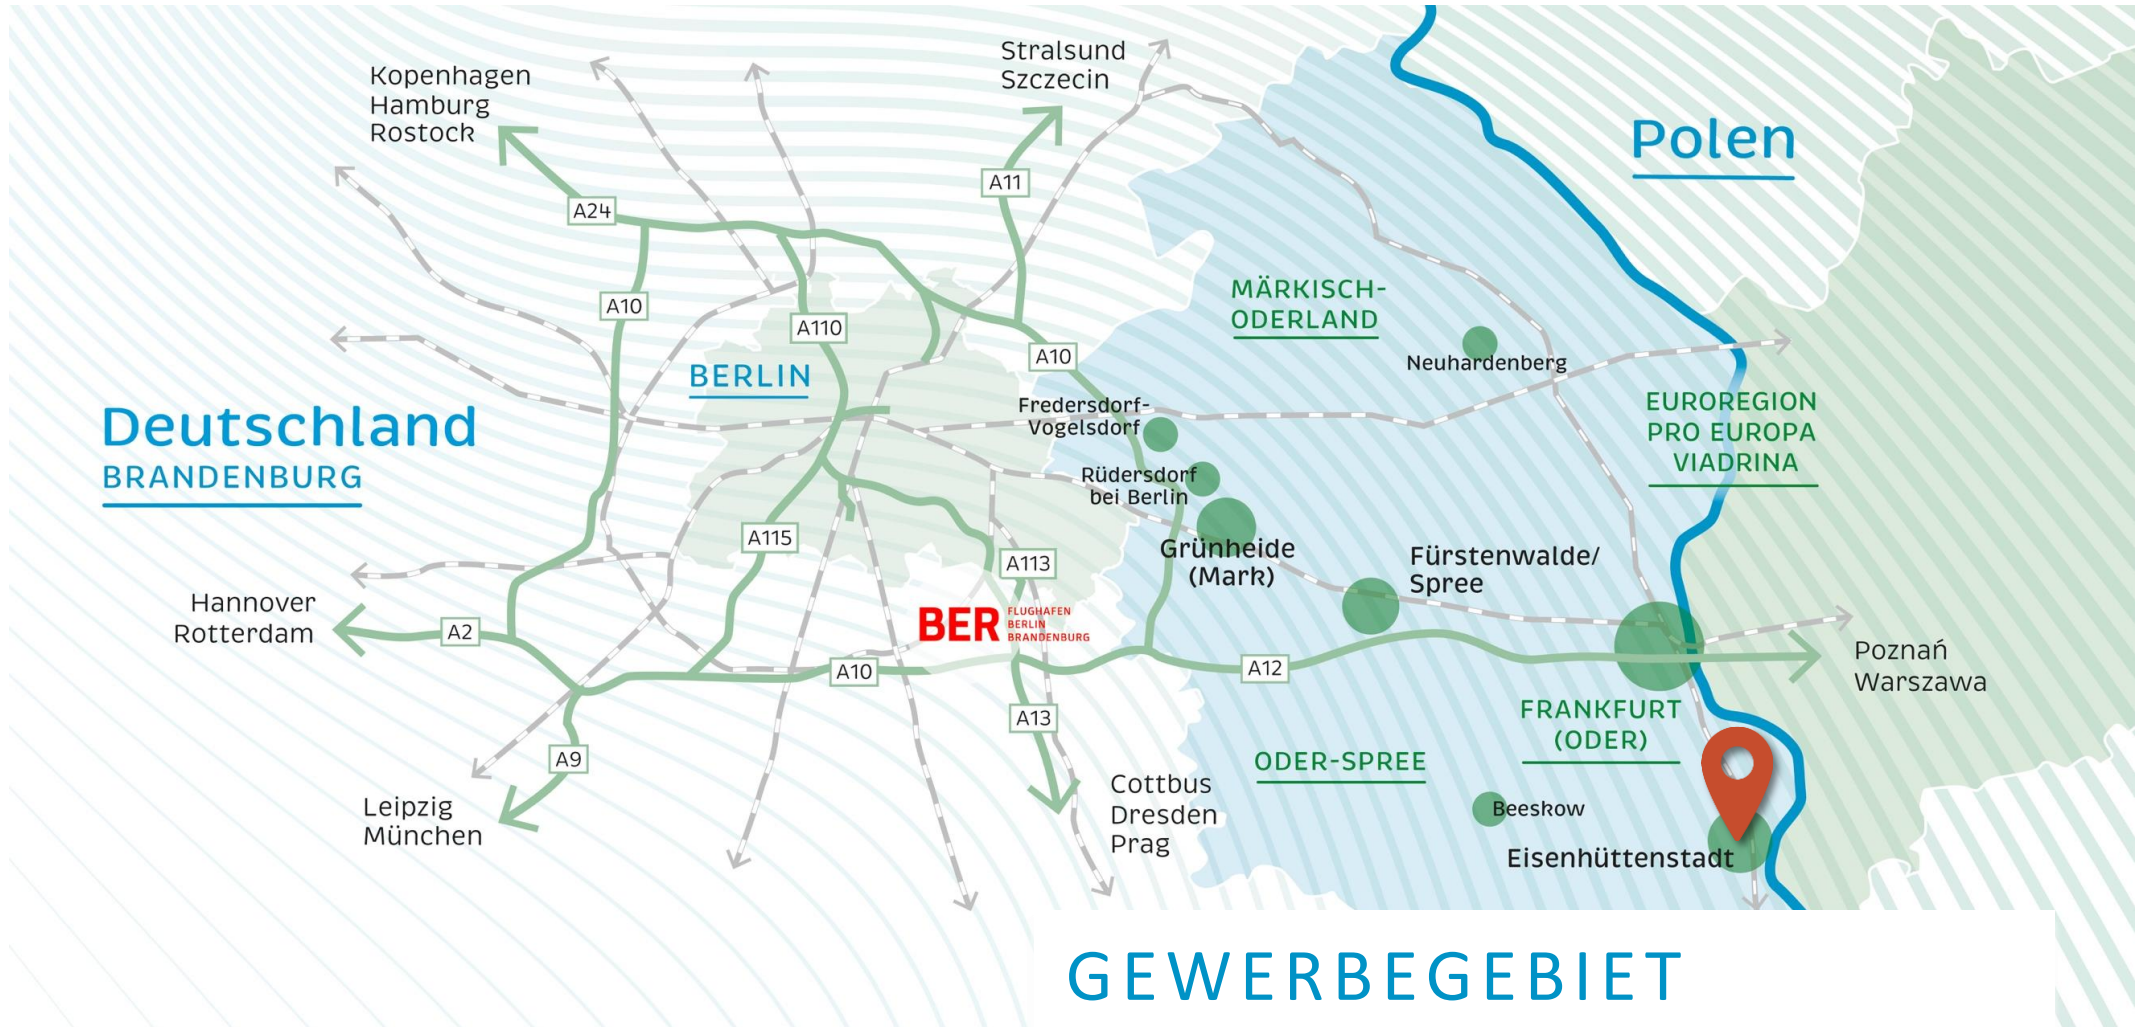 Kopenhagen
Hamburg
Rostock
Stralsund
Szczecin
Polen
A24
A11
A10
A110
A10
MÄRKISCH-
ODERLAND
Neuhardenberg
BERLIN
Deutschland
BRANDENBURG
Fredersdorf-
Vogelsdorf
EUROREGION
PRO EUROPA
VIADRINA
Rüdersdorf
bei Berlin
A115
A113
Grünheide
(Mark)
Fürstenwalde/
Spree
Hannover
Rotterdam
A2
BER
FLUGHAFEN
BERLIN
BRANDENBURG
A10
A12
Poznań
Warszawa
A13
FRANKFURT
(ODER)
A9
ODER-SPREE
Leipzig
München
Cottbus
Dresden
Prag
Beeskow
Eisenhüttenstadt
GEWERBEGEBIET